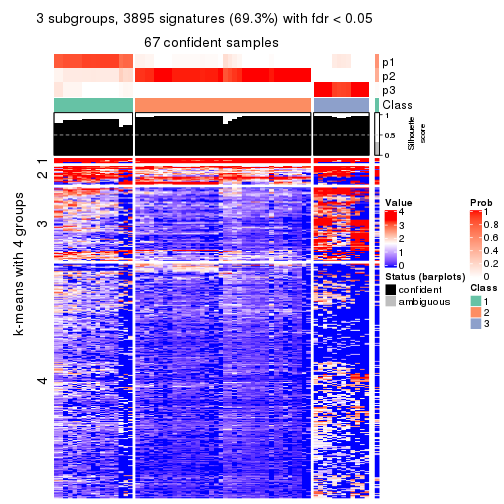 3 subgroups, 3895 signatures (69.3%) with fdr < 0.05
67 confident samples
p1
p2
p3
Class
1
0.5
0
Silhouette
score
k-means with 4 groups
1
2
3
4
Value
4
3
2
1
0
Status (barplots)
confident
ambiguous
Prob
1
0.8
0.6
0.4
0.2
0
Class
1
2
3